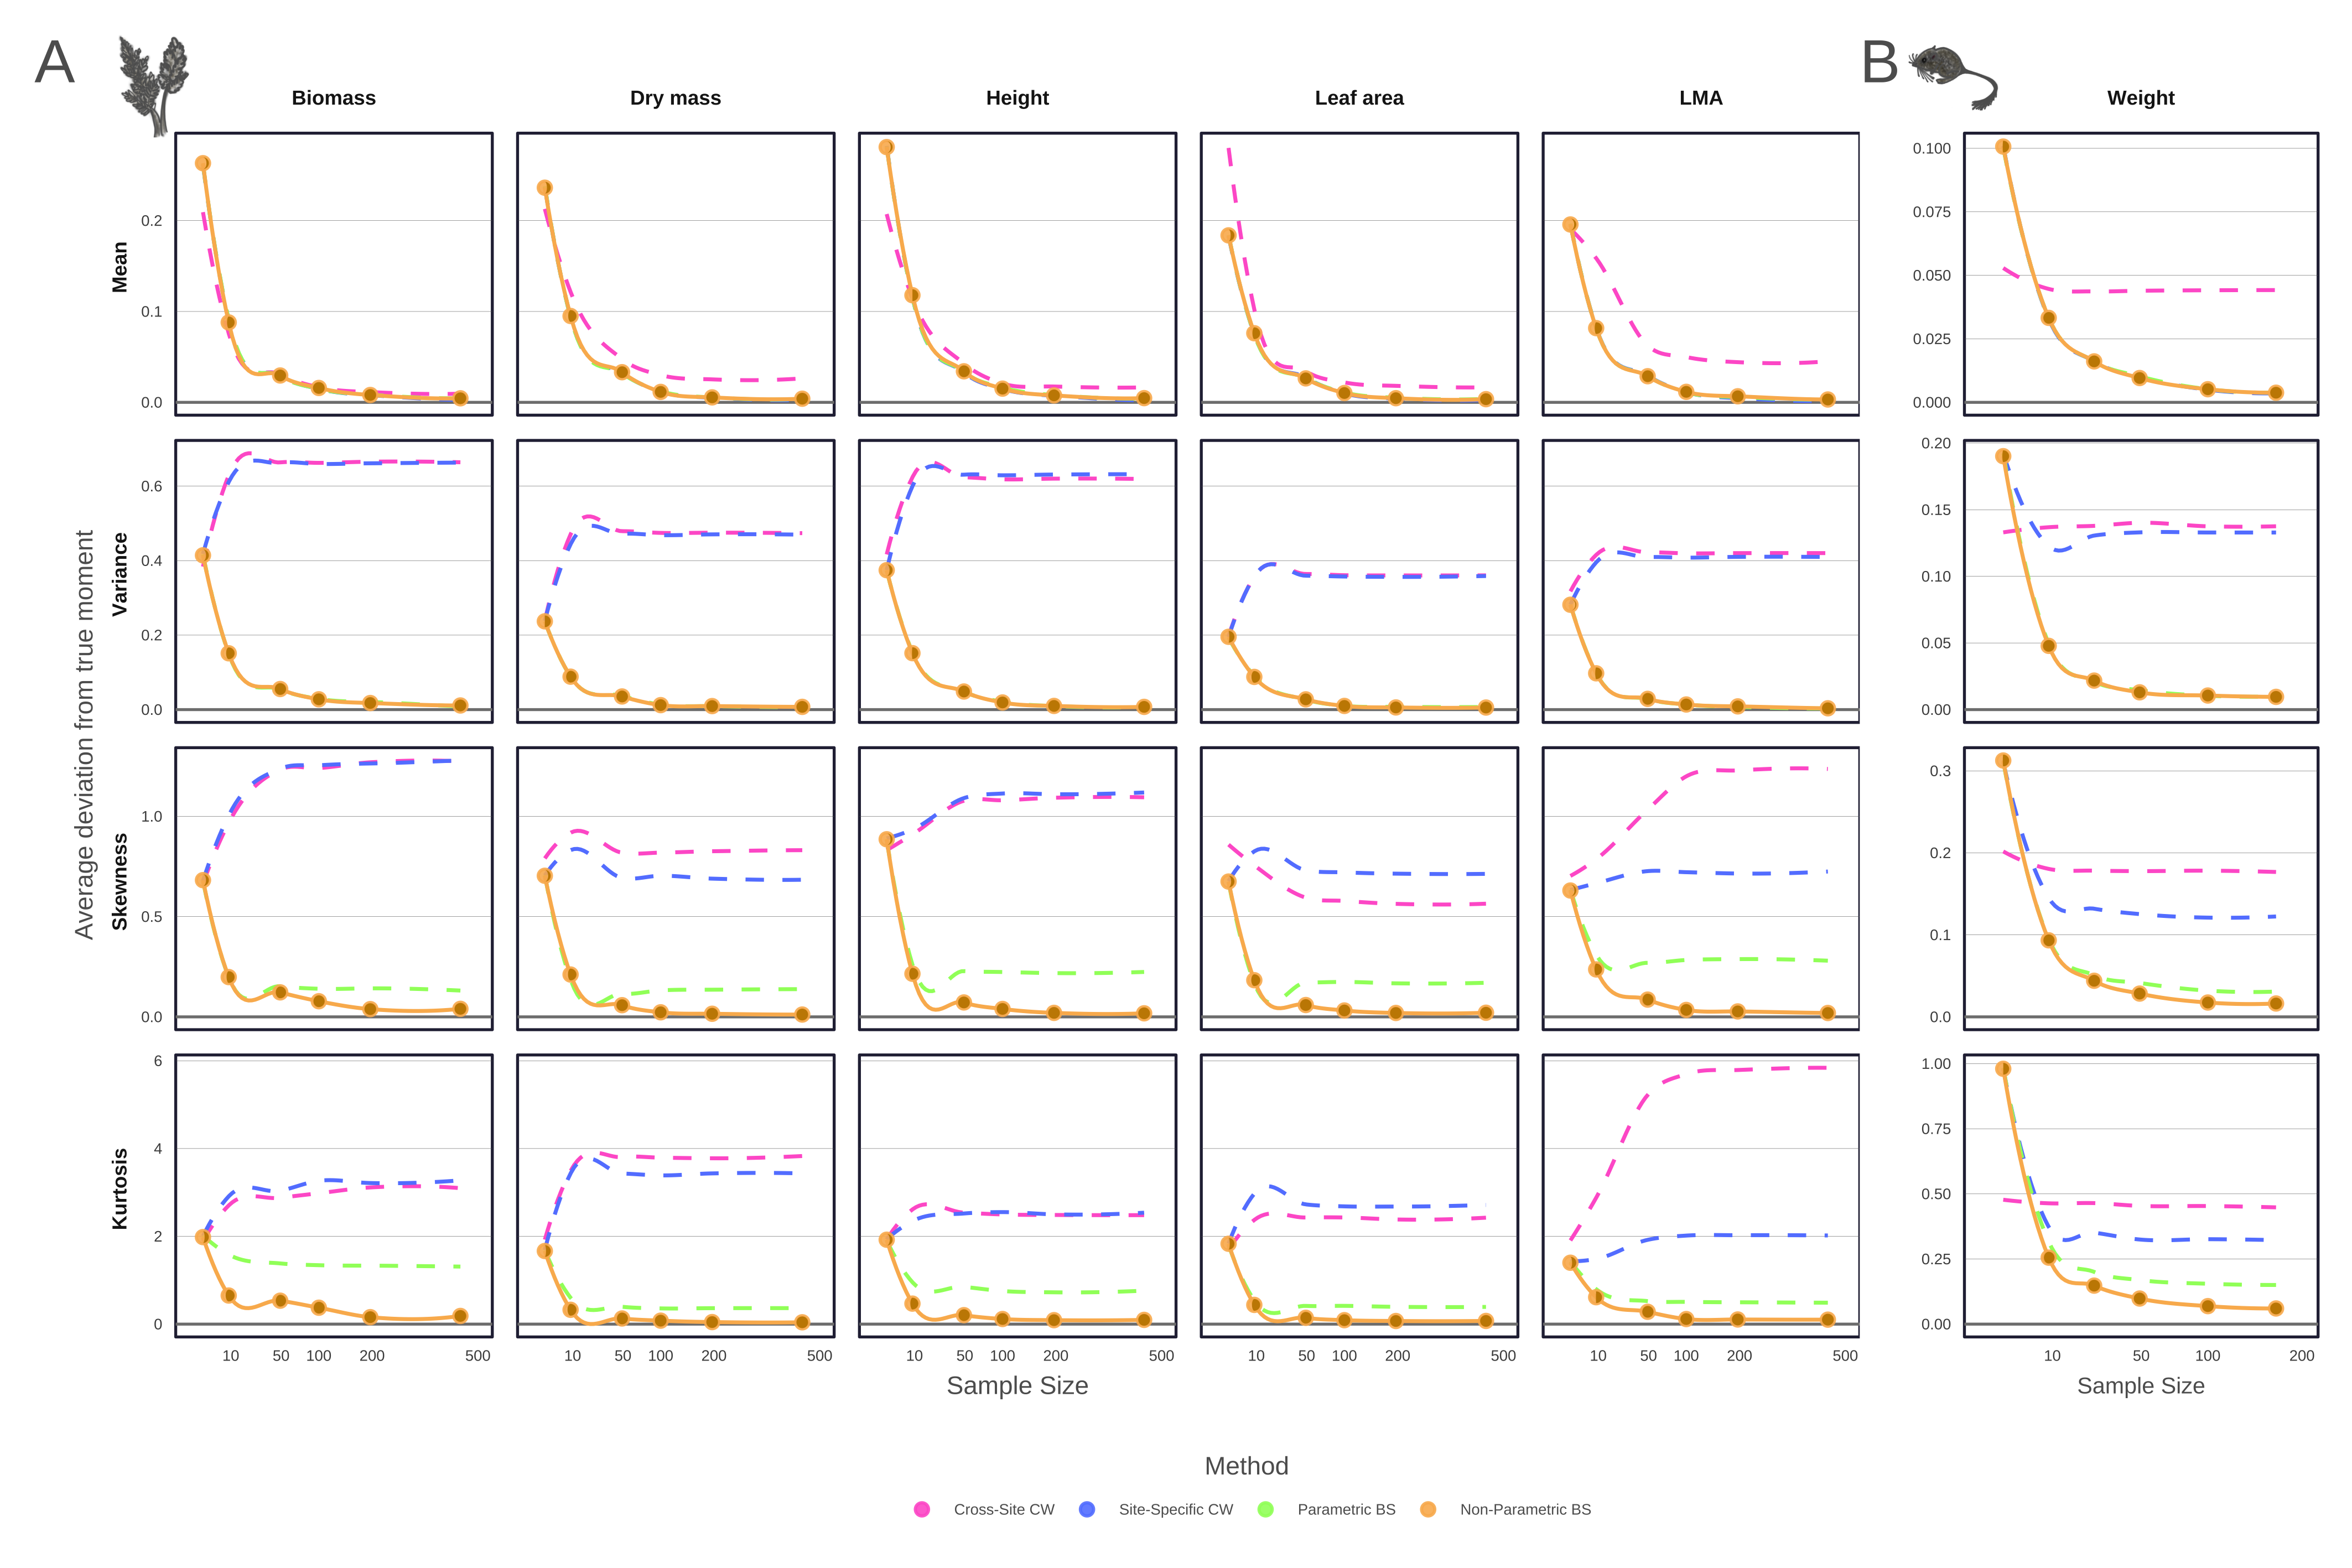 A
B
Biomass Dry mass Height Leaf area LMA Weight
Average deviation from true moment
Mean
0.2
0.1
0.0
0.100
0.075
0.050
0.025
0.000
Variance
0.6
0.4
0.2
0.0
0.20
0.15
0.10
0.05
0.00
Skewness
1.0
0.5
0.0
0.3
0.2
0.1
0.0
Kurtosis
6
4
2
0
1.00
0.75
0.50
0.25
0.00
10 50 100 200 500 10 50 100 200 500 10 50 100 200 500 10 50 100 200 500 10 50 100 200 500 10 50 100 200
Sample Size Sample Size
Method
Cross-Site CW Site-Specific CW Parametric BS Non-Parametric BS